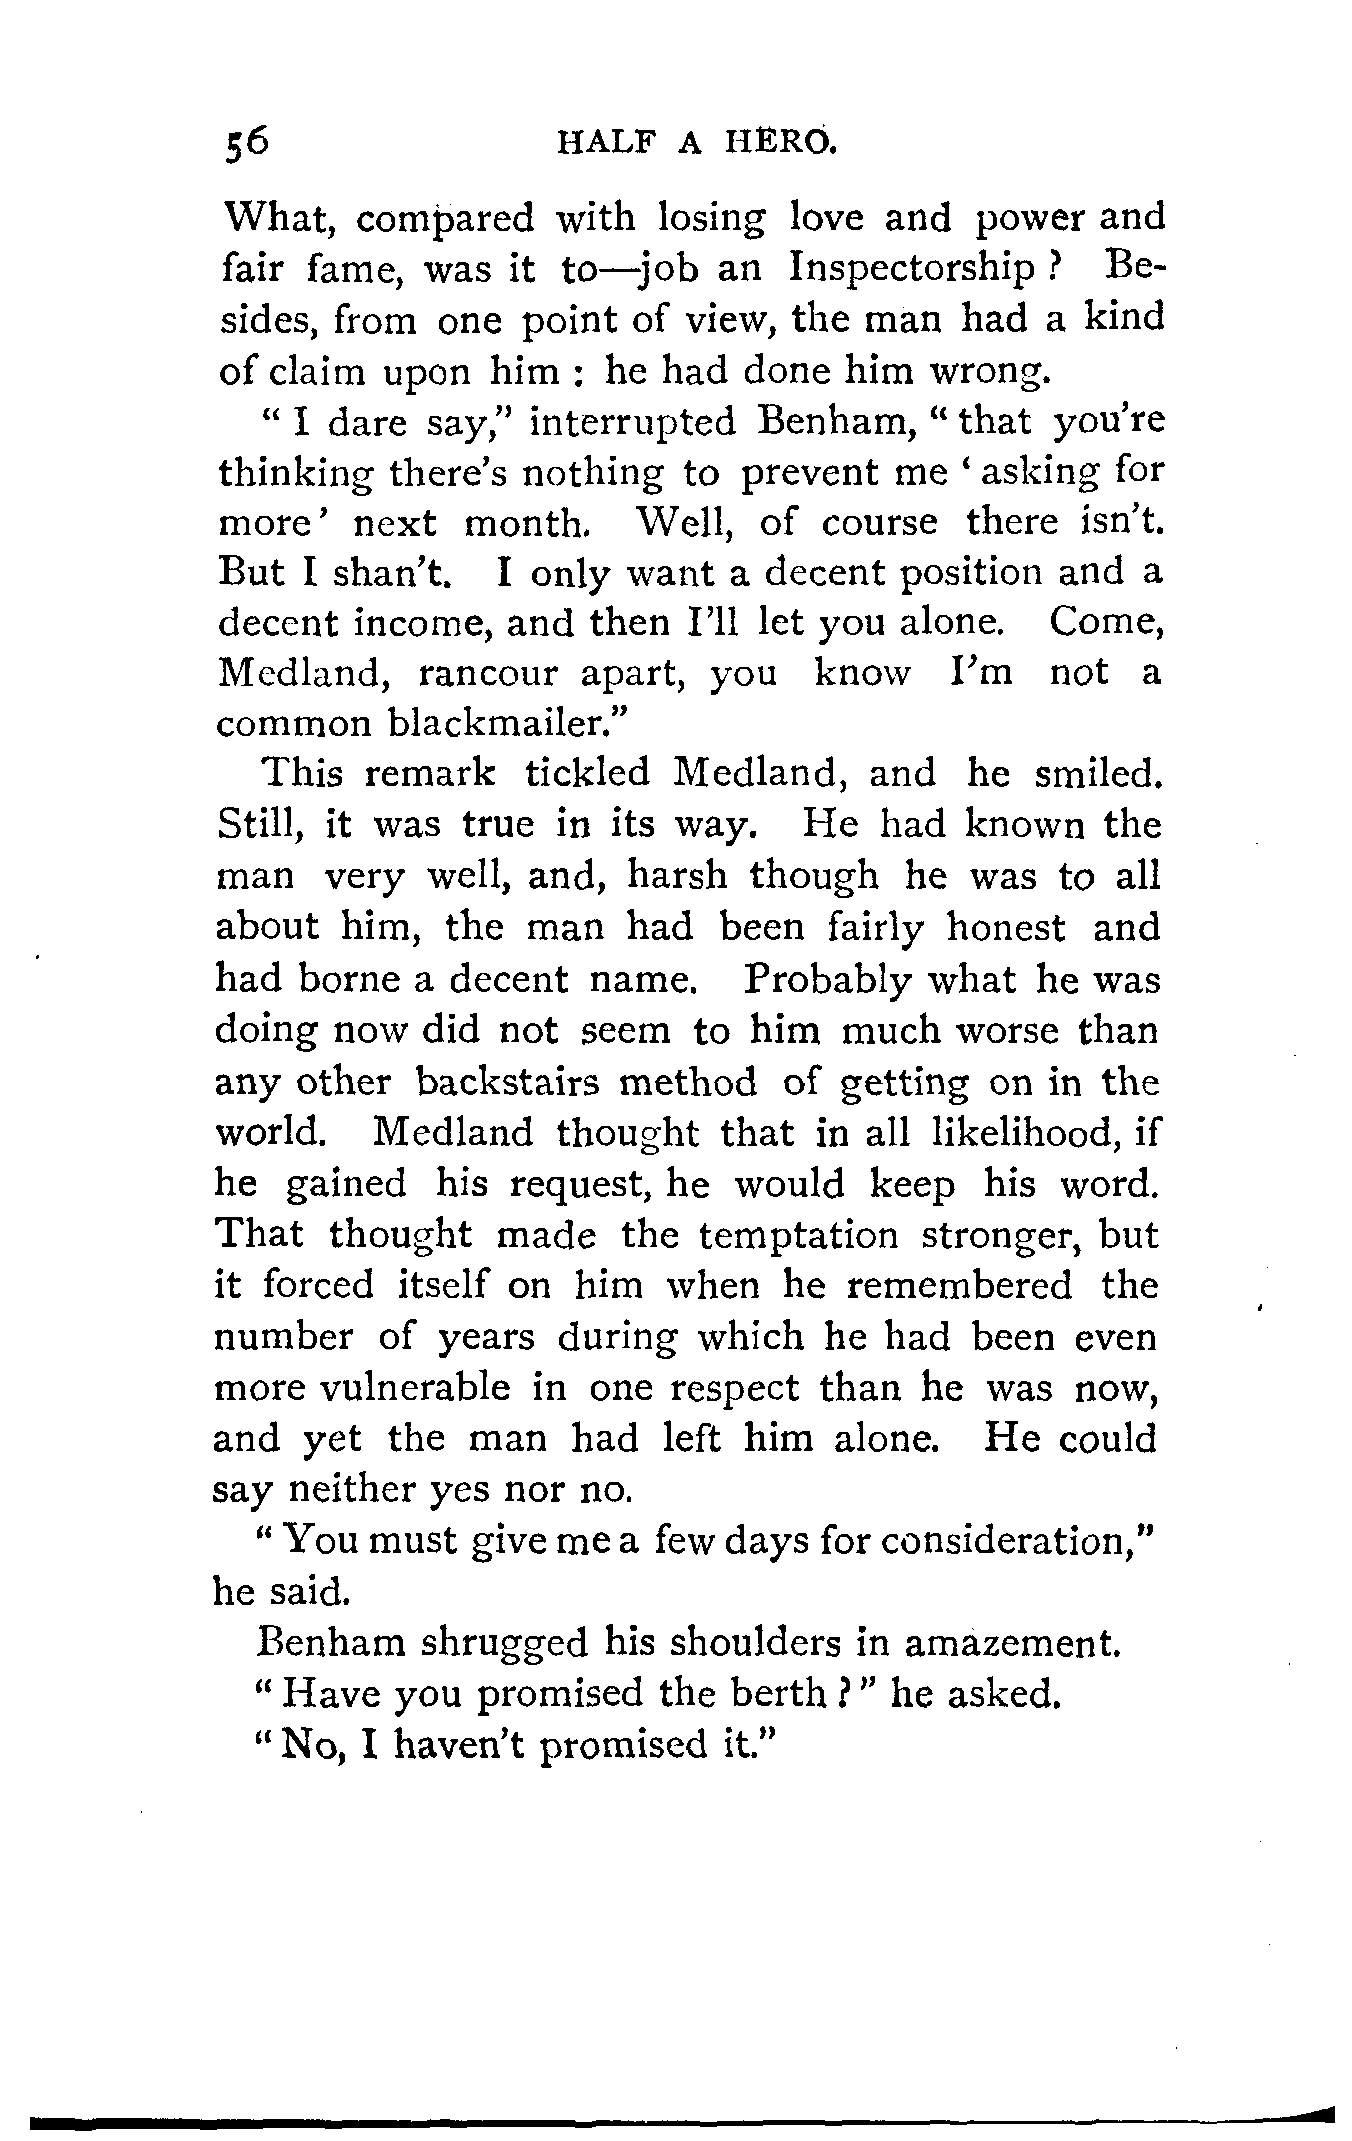 56 HALF A HERO.
What, compared with losing love and power and
fair fame, was it to—job an Inspectorship ? Be-
sides, from one point of view, the man had a kind
of claim upon him : he had done him wrong.
“ I dare say,” interrupted Benham, “ that you’re
thinking there’s nothing to prevent me ‘ asking for
more ’ next month. Well, of course there isn’t.
But I shan’t. I only want a decent position and a
decent income, and then I’ll let you alone. Come,
Medland, rancour apart, you know I’m not a
common blackmailer.”
This remark tickled Medland, and he smiled.
Still, it was true in its way. He had known the
man very well, and, harsh though he was to all
about him, the man had been fairly honest and
had borne a decent name. Probably what he was
doing now did not seem to him much worse than
any other backstairs method of getting on in the
world. Medland thought that in all likelihood, if
he gained his request, he would keep his word.
That thought made the temptation stronger, but
it forced itself on him when he remembered the
number of years during which he had been even
more vulnerable in one respect than he was now,
and yet the man had left him alone. He could
say neither yes nor no.
“ You must give me a few days for consideration,”
he said.
Benham shrugged his shoulders in amazement.
“ Have you promised the berth ? ” he asked.
“ No, I haven’t promised it.”